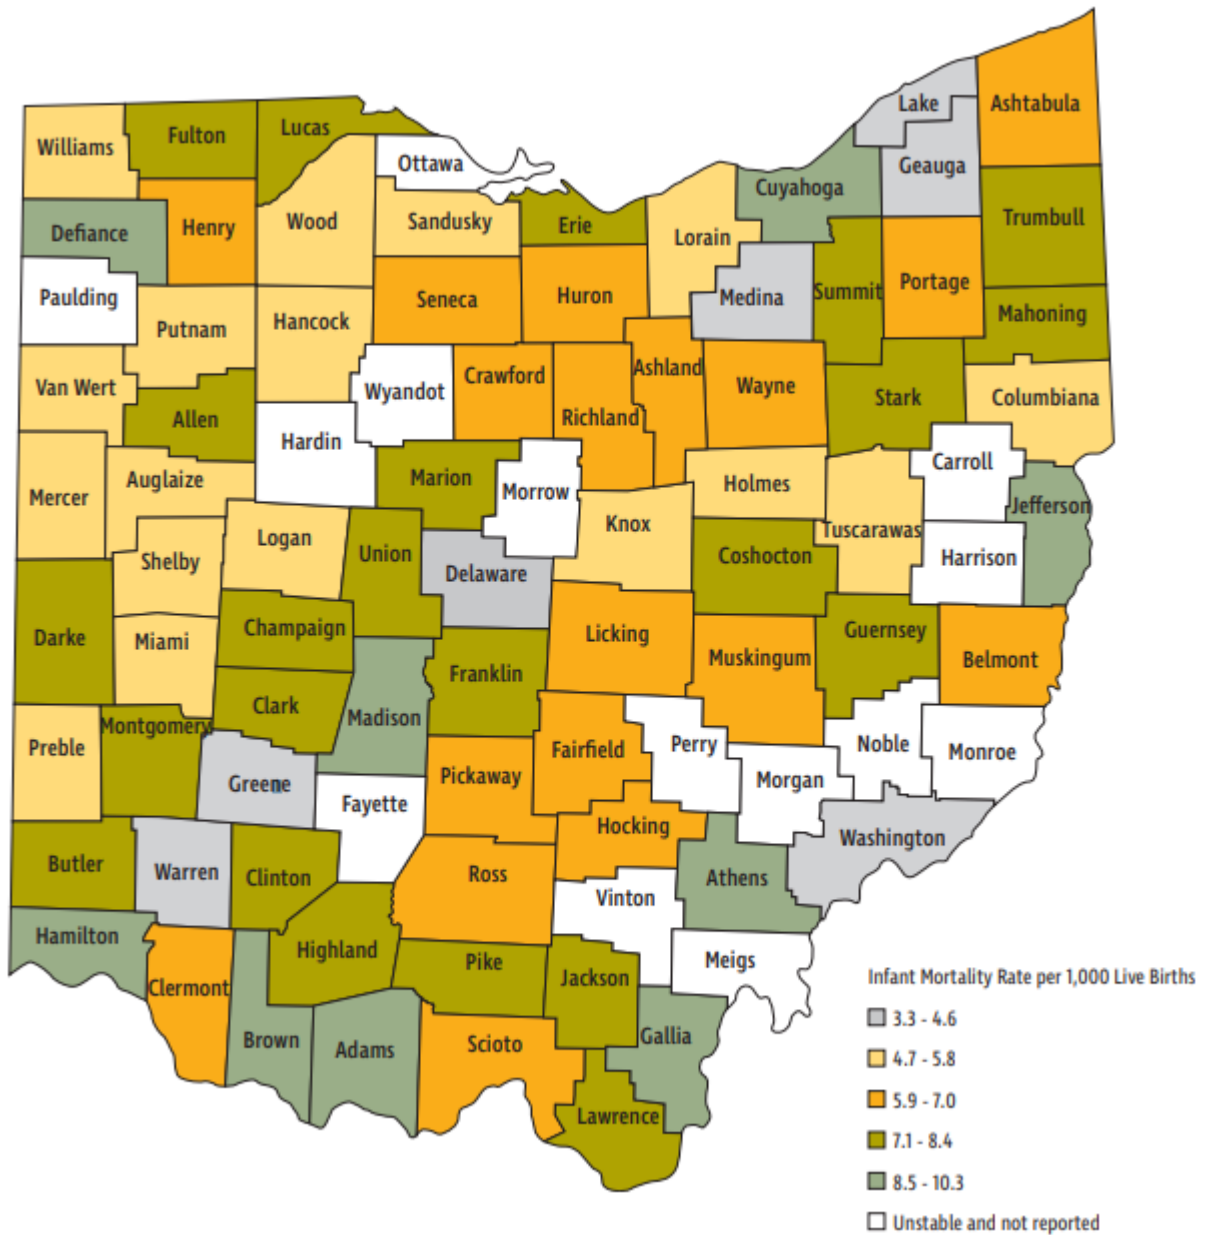 Lake
Ashtabula
Williams
Fulton
Lucas
Ottawa
Geauga
Cuyahoga
Defiance
Henry
Wood
Sandusky
Erie
Lorain
Trumbull
Paulding
Putnam
Hancock
Seneca
Huron
Medina
Summit
Portage
Mahoning
Van Wert
Allen
Wyandot
Crawford
Richland
Ashland
Wayne
Stark
Columbiana
Hardin
Mercer
Auglaize
Marion
Morrow
Holmes
Carroll
Jefferson
Shelby
Logan
Union
Delaware
Knox
Coshocton
Tuscarawas
Harrison
Darke
Miami
Champaign
Franklin
Licking
Muskingum
Guernsey
Belmont
Clark
Madison
Preble
Montgomery
Greene
Fayette
Pickaway
Fairfield
Perry
Morgan
Noble
Monroe
Butler
Warren
Clinton
Ross
Hocking
Washington
Vinton
Athens
Hamilton
Highland
Pike
Jackson
Meigs
Clermont
Brown
Adams
Scioto
Gallia
Lawrence
Infant Mortality Rate per 1,000 Live Births
3.3 - 4.6
4.7 - 5.8
5.9 - 7.0
7.1 - 8.4
8.5 - 10.3
Unstable and not reported